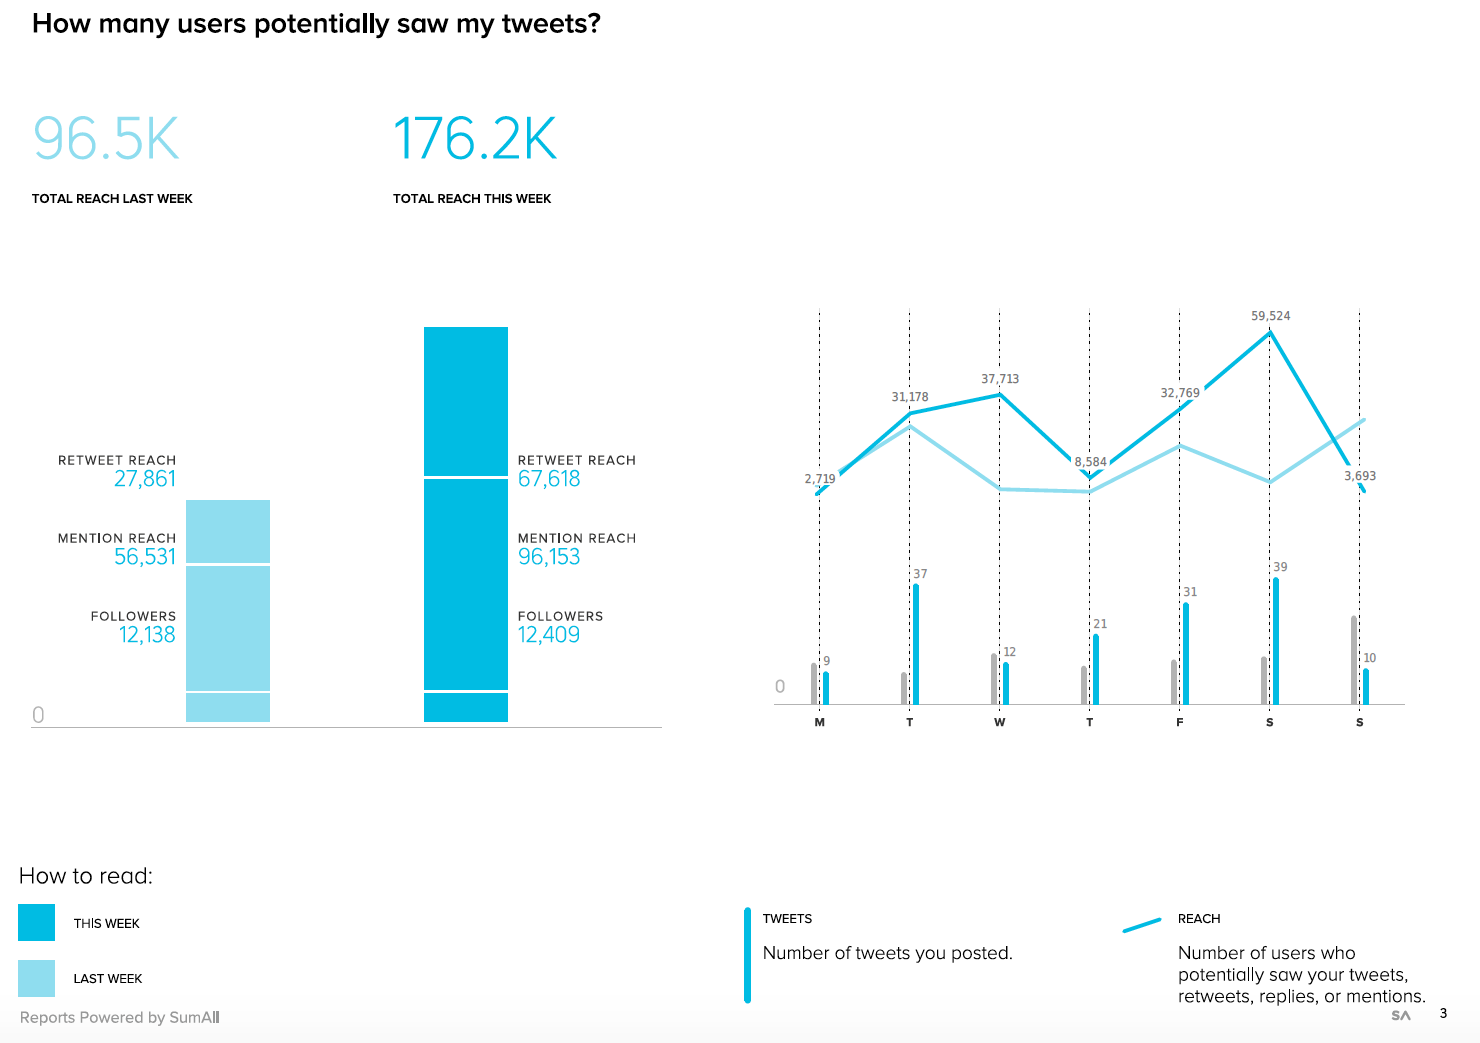 How many users potentially saw my tweets?
96.5K
TOTAL REACH LAST WEEK
176.2K
TOTAL REACH THIS WEEK
RETWEET REACH
27,861
MENTION REACH
56,531
FOLLOWERS
12,138
0
RETWEET REACH
67,618
MENTION REACH
96,153
FOLLOWERS
12,409
59,524
37,713
31,178
32,769
8,584
2,719
3,693
37
39
31
21
12
9
10
0
M T W T F S S
How to read:
THIS WEEK
LAST WEEK
TWEETS
Number of tweets you posted.
REACH
Number of users who
potentially saw your tweets,
retweets, replies, or mentions.
Reports Powered by SumAll
SA 3